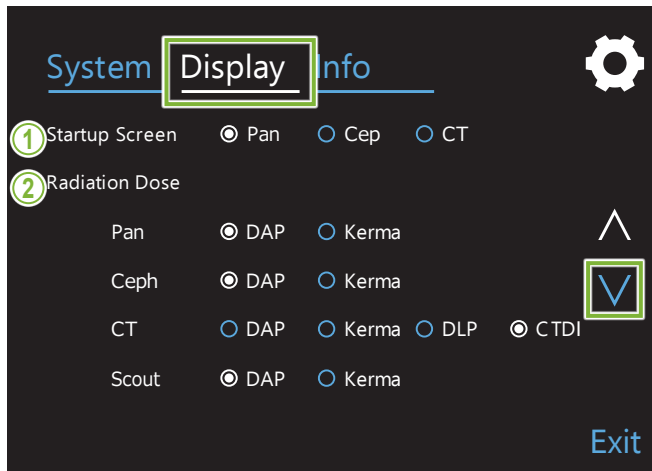 System Display Info
1 Startup Screen Pan Cep CT
2 Radiation Dose
Pan DAP Kerma
Ceph DAP Kerma
CT DAP Kerma DLP CTDI
Scout DAP Kerma
Exit